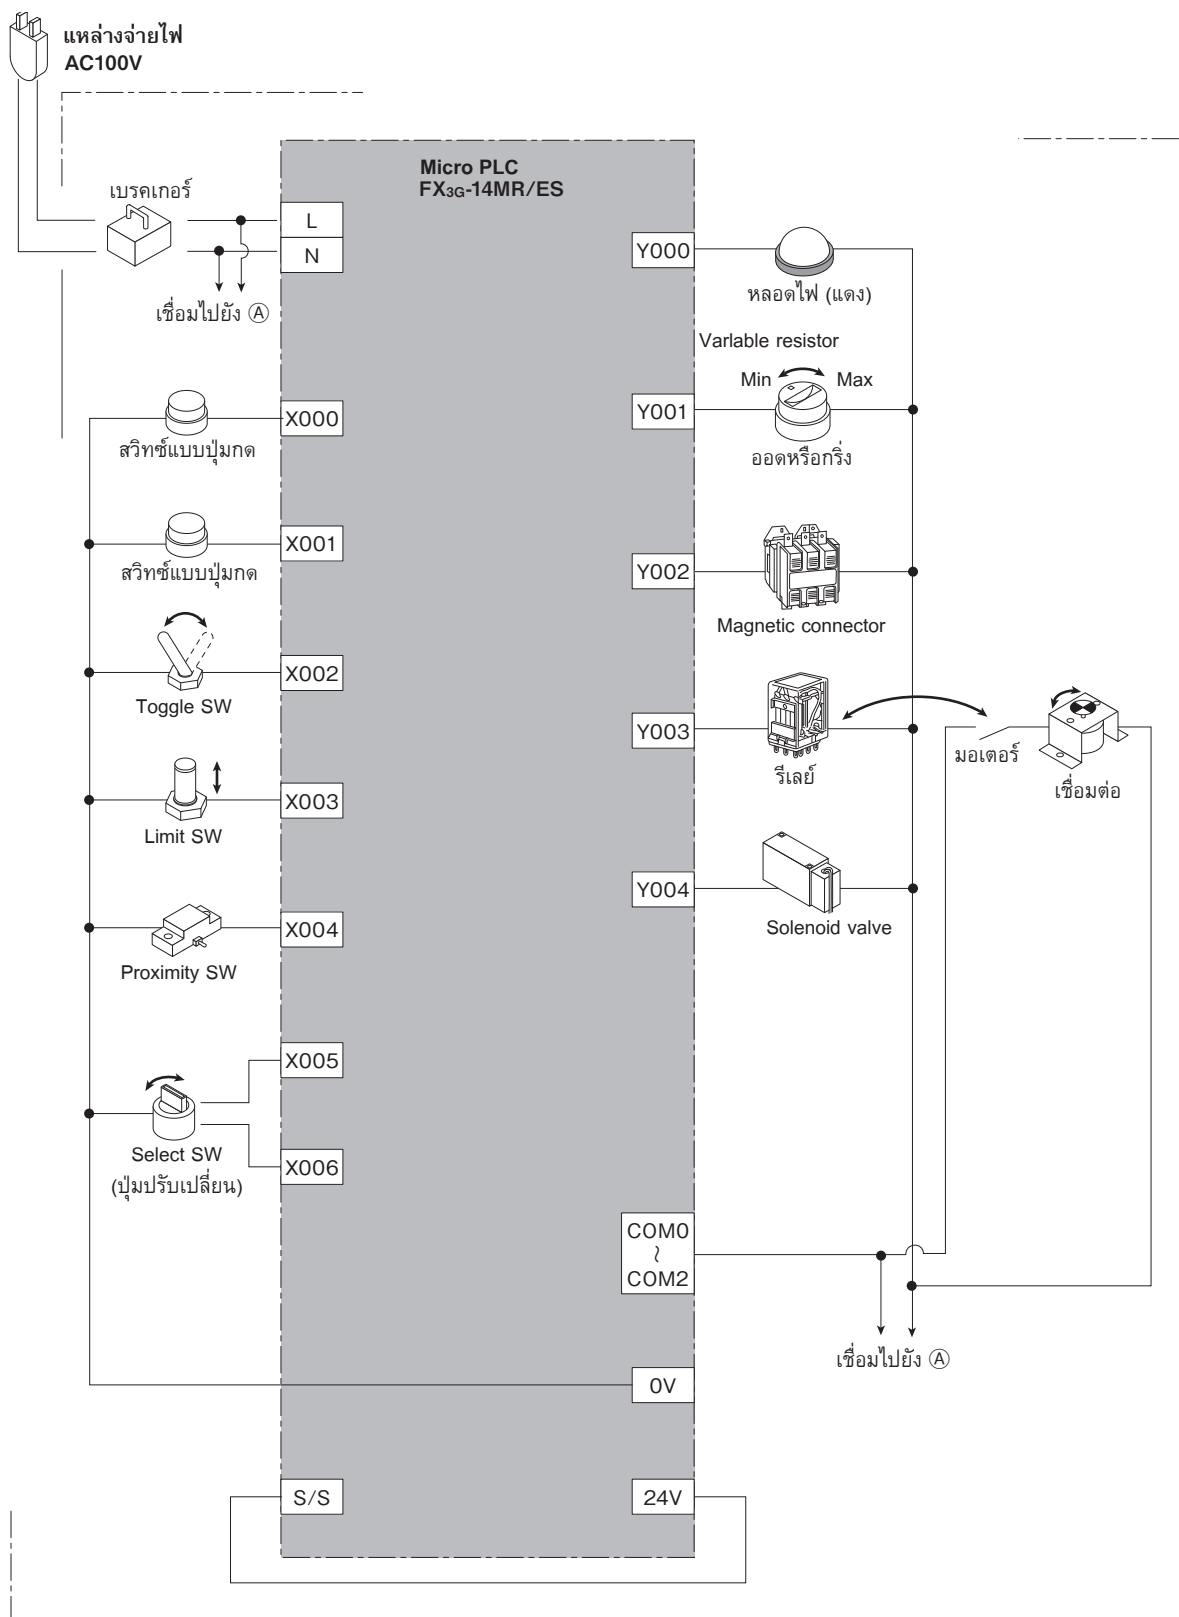 แหล่างจ่ายไฟ
AC100V
Micro PLC
FX3G-14MR/ES
เบรคเกอร์
L
N
Y000
เชื่อมไปยัง Ⓐ
หลอดไฟ (แดง)
Varlable resistor
Min
Max
X000
Y001
สวิทซ์แบบปุ่มกด
ออดหรือกริ่ง
X001
สวิทซ์แบบปุ่มกด
Y002
Magnetic connector
X002
Toggle SW
Y003
มอเตอร์
รีเลย์
เชื่อมต่อ
X003
Limit SW
Y004
Solenoid valve
X004
Proximity SW
X005
Select SW
(ปุ่มปรับเปลี่ยน)
X006
COM0
~
COM2
เชื่อมไปยัง Ⓐ
0V
S/S
24V